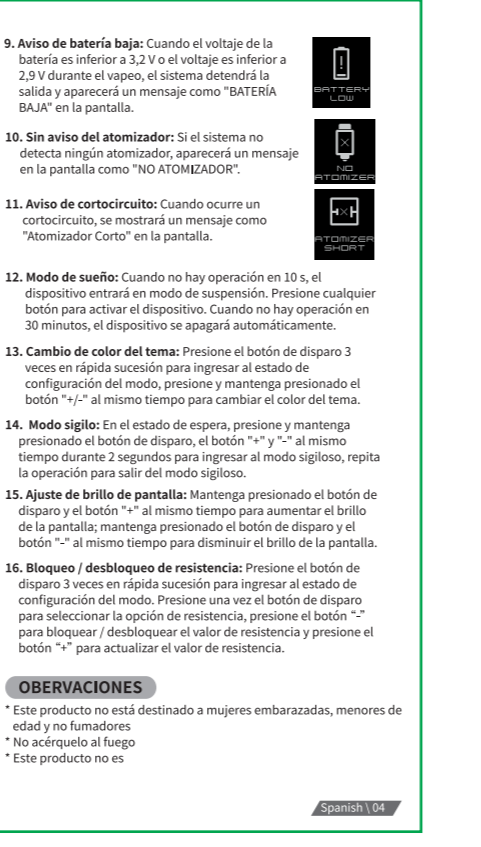 9. Aviso de batería baja: Cuando el voltaje de la
batería es inferior a 3,2 V o el voltaje es inferior a
2,9 V durante el vapeo, el sistema detendrá la
salida y aparecerá un mensaje como "BATERÍA
BAJA" en la pantalla.
BATTERY
LOW
10. Sin aviso del atomizador: Si el sistema no
detecta ningún atomizador, aparecerá un mensaje
en la pantalla como "NO ATOMIZADOR".
NO
ATOMIZER
11. Aviso de cortocircuito: Cuando ocurre un
cortocircuito, se mostrará un mensaje como
"Atomizador Corto" en la pantalla.
ATOMIZER
SHORT
12. Modo de sueño: Cuando no hay operación en 10 s, el
dispositivo entrará en modo de suspensión. Presione cualquier
botón para activar el dispositivo. Cuando no hay operación en
30 minutos, el dispositivo se apagará automáticamente.
13. Cambio de color del tema: Presione el botón de disparo 3
veces en rápida sucesión para ingresar al estado de
configuración del modo, presione y mantenga presionado el
botón "+/-" al mismo tiempo para cambiar el color del tema.
14. Modo sigilo: En el estado de espera, presione y mantenga
presionado el botón de disparo, el botón "+" y "-" al mismo
tiempo durante 2 segundos para ingresar al modo sigiloso, repita
la operación para salir del modo sigiloso.
15. Ajuste de brillo de pantalla: Mantenga presionado el botón de
disparo y el botón "+" al mismo tiempo para aumentar el brillo
de la pantalla; mantenga presionado el botón de disparo y el
botón "-" al mismo tiempo para disminuir el brillo de la pantalla.
16. Bloqueo / desbloqueo de resistencia: Presione el botón de
disparo 3 veces en rápida sucesión para ingresar al estado de
configuración del modo. Presione una vez el botón de disparo
para seleccionar la opción de resistencia, presione el botón “-”
para bloquear / desbloquear el valor de resistencia y presione el
botón “+” para actualizar el valor de resistencia.
OBERVACIONES
* Este producto no está destinado a mujeres embarazadas, menores de
edad y no fumadores
* No acérquelo al fuego
* Este producto no es
Spanish \ 04